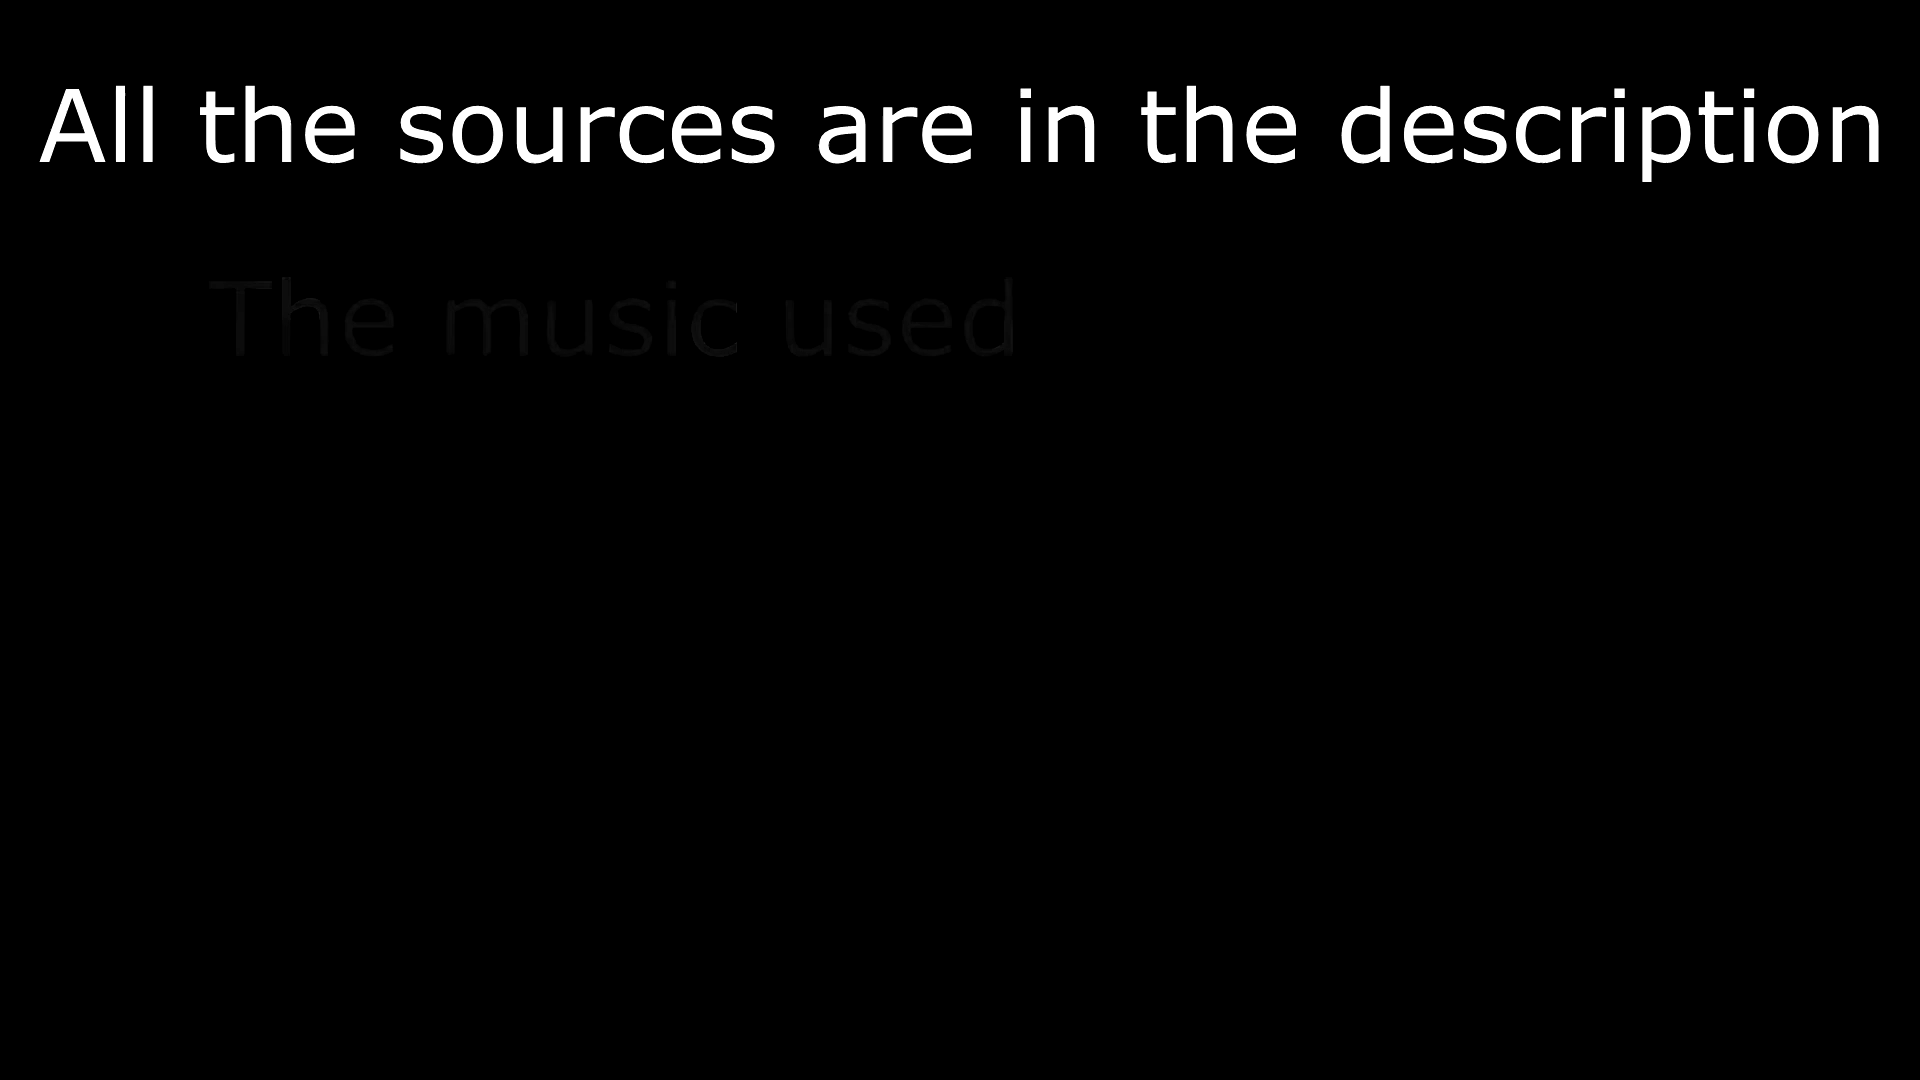 All the sources are in the description
The music used